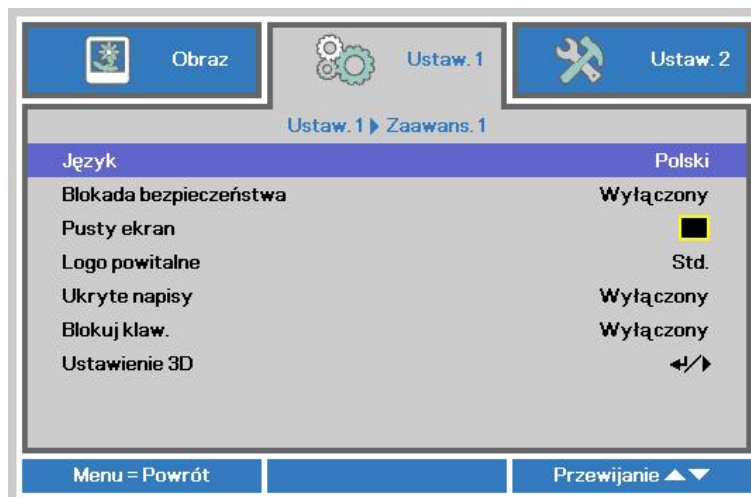 Obraz Ustaw. 1 Ustaw. 2
Ustaw. 1 Zaawans. 1
Język Polski
Blokada bezpieczeństwa Wyłączony
Pusty ekran
Logo powitalne Std.
Ukryte napisy Wyłączony
Blokuj klaw. Wyłączony
Ustawienie 3D ↵/▶
Menu = Powrót Przewijanie ▲▼